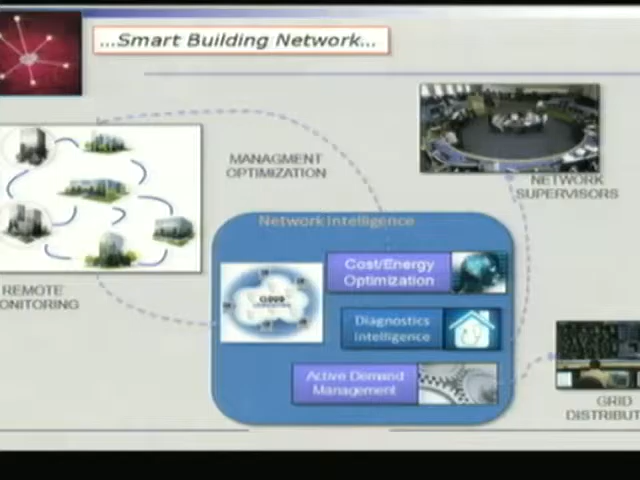 ...Smart Building Network...
MANAGMENT
OPTIMIZATION
NETWORK
SUPERVISORS
Network Intelligence
REMOTE
ONITORING
Cost/Energy
Optimization
CLOUD
Diagnostics
Intelligence
Active Demand
Management
GRID
DISTRIBUT